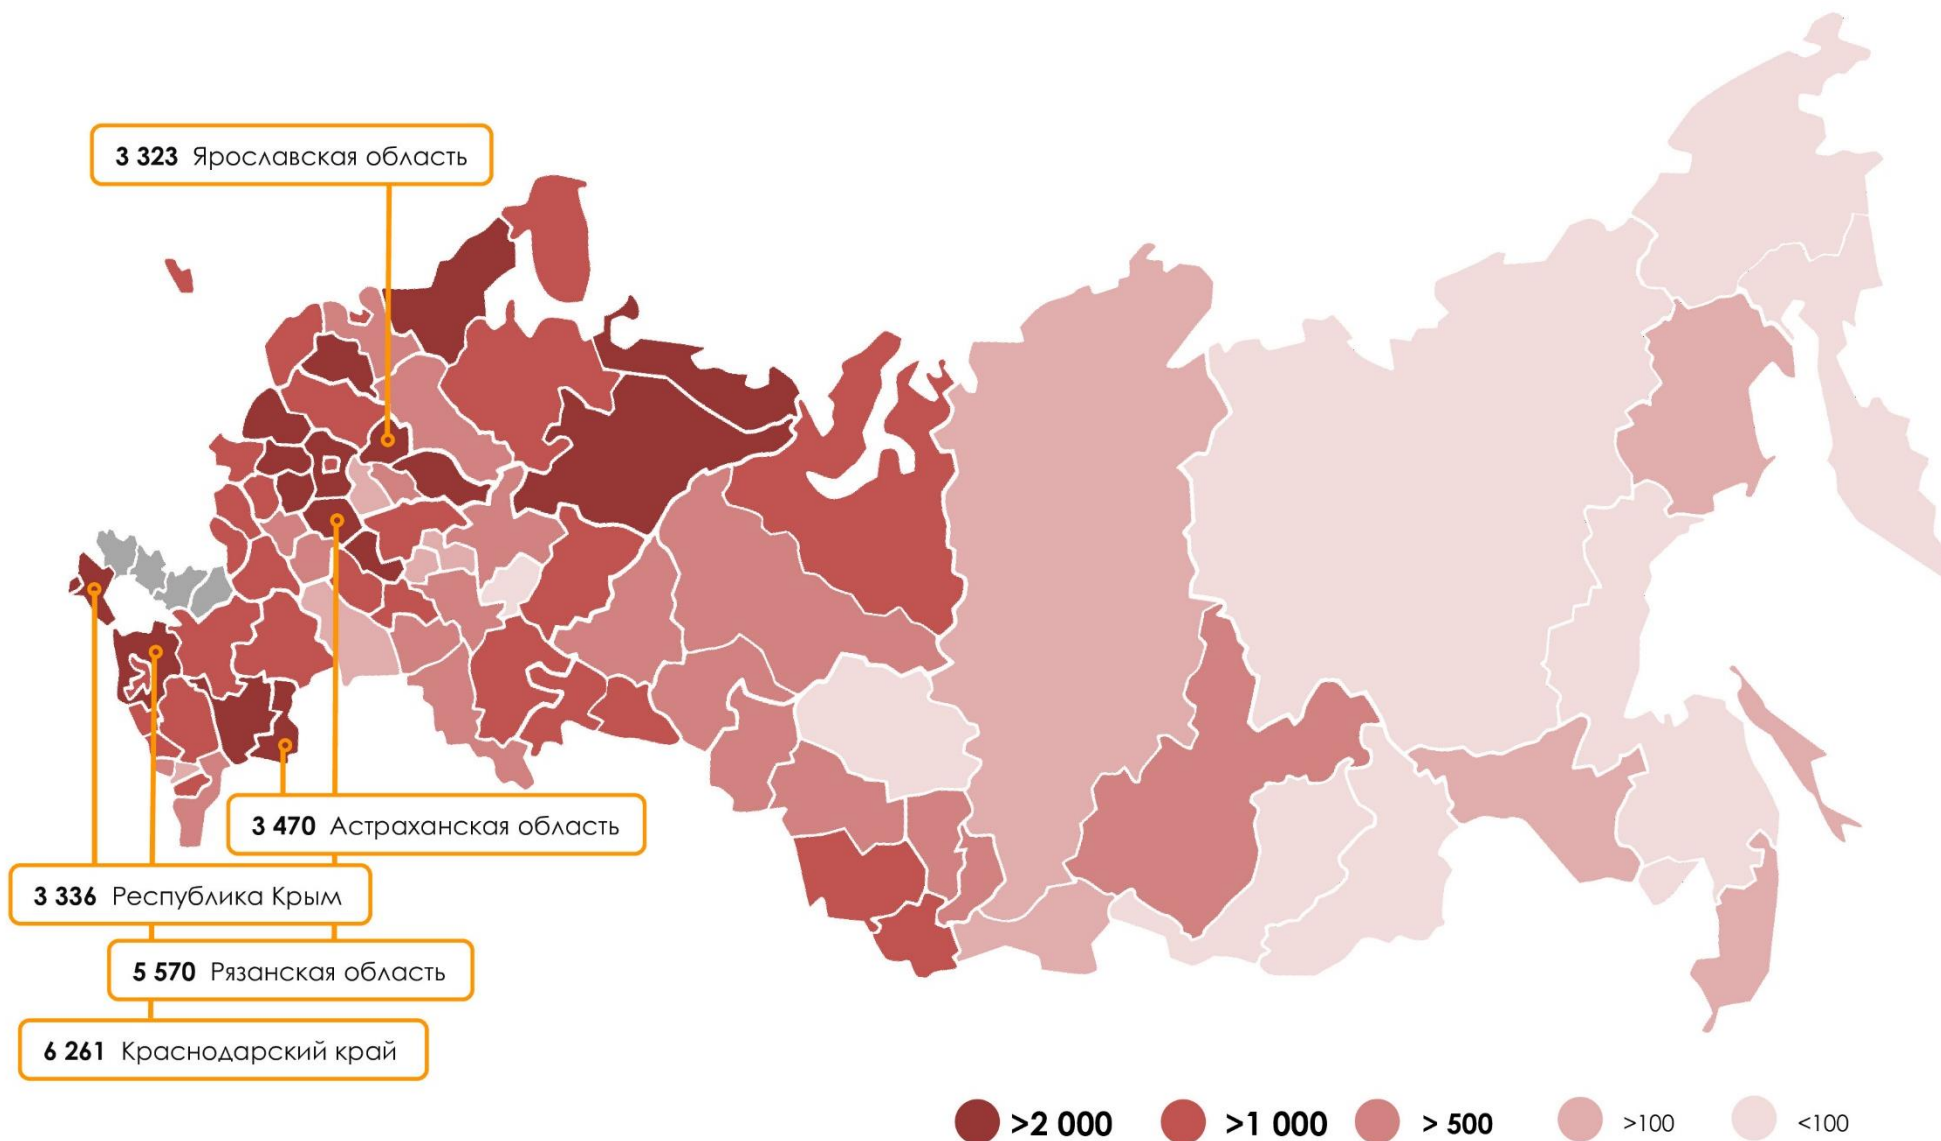 3 323 Ярославская область
3 470 Астраханская область
3 336 Республика Крым
5 570 Рязанская область
6 261 Краснодарский край
>2 000
>1 000
> 500
>100
<100